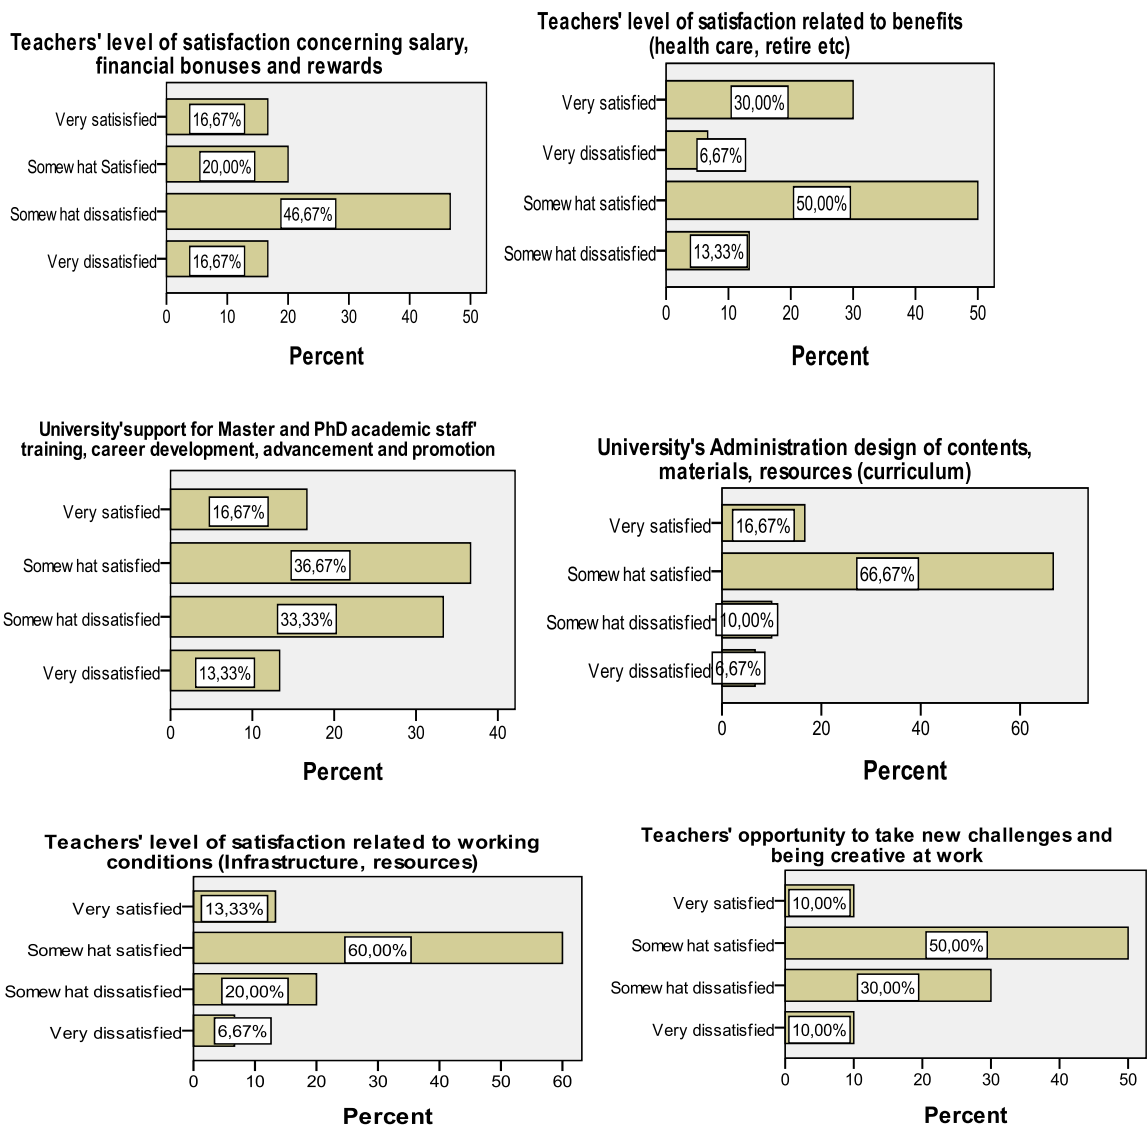 Teachers' level of satisfaction concerning salary,
financial bonuses and rewards
Very satisisfied
16,67%
Somew hat Satisfied
20,00%
Somew hat dissatisfied
46,67%
Very dissatisfied
16,67%
0 10 20 30 40 50
Percent
Teachers' level of satisfaction related to benefits
(health care, retire etc)
Very satisfied
30,00%
Very dissatisfied
6,67%
Somew hat satisfied
50,00%
Somew hat dissatisfied
13,33%
0 10 20 30 40 50
Percent
University'support for Master and PhD academic staff'
training, career development, advancement and promotion
Very satisfied
16,67%
Somew hat satisfied
36,67%
Somew hat dissatisfied
33,33%
Very dissatisfied
13,33%
0 10 20 30 40
Percent
University's Administration design of contents,
materials, resources (curriculum)
Very satisfied
16,67%
Somew hat satisfied
66,67%
Somew hat dissatisfied
10,00%
Very dissatisfied
6,67%
0 20 40 60
Percent
Teachers' level of satisfaction related to working
conditions (Infrastructure, resources)
Very satisfied
13,33%
Somew hat satisfied
60,00%
Somew hat dissatisfied
20,00%
Very dissatisfied
6,67%
0 10 20 30 40 50 60
Percent
Teachers' opportunity to take new challenges and
being creative at work
Very satisfied
10,00%
Somew hat satisfied
50,00%
Somew hat dissatisfied
30,00%
Very dissatisfied
10,00%
0 10 20 30 40 50
Percent